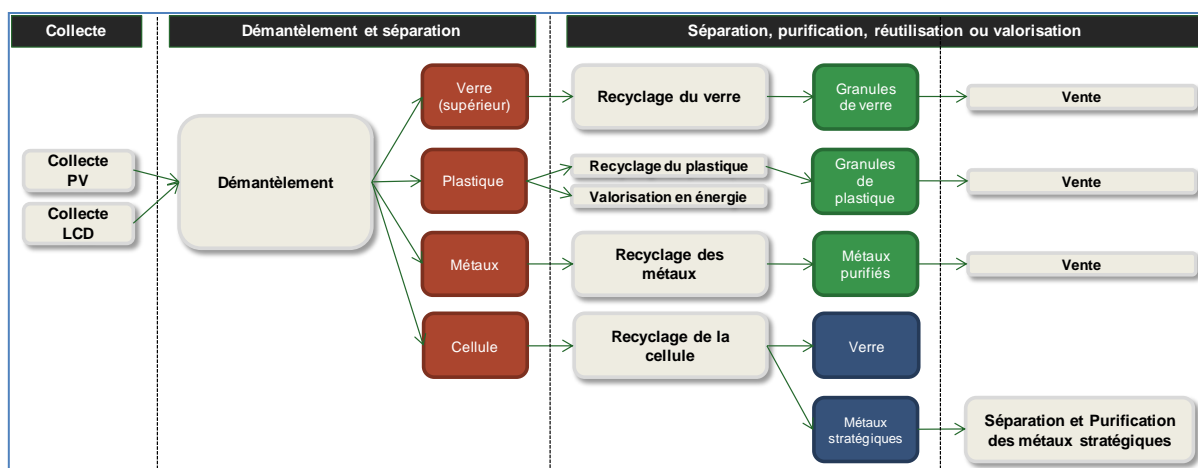 Collecte
Démantèlement et séparation
Séparation, purification, réutilisation ou valorisation
Verre
(supérieur)
Recyclage du verre
Granules
de verre
Vente
Collecte
PV
Collecte
LCD
Démantèlement
Plastique
Recyclage du plastique
Valorisation en énergie
Granules
de
plastique
Vente
Métaux
Recyclage des
métaux
Métaux
purifiés
Vente
Cellule
Recyclage de la
cellule
Verre
Métaux
stratégiques
Séparation et Purification
des métaux stratégiques